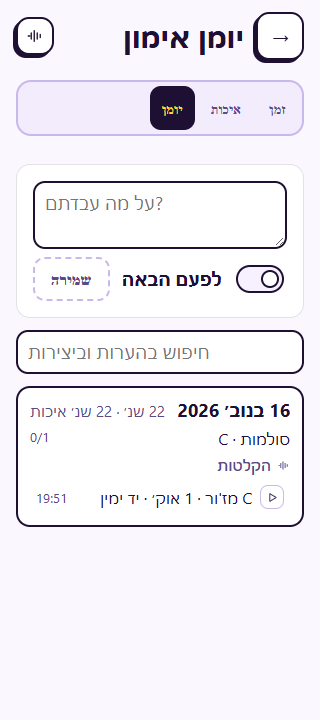 יומן אימון
זמן
איכות
יומן
על מה עבדתם?
לפעם הבאה
שמירה
חיפוש בהערות וביצירות
16 בנוב׳ 2026
22 שנ׳ · 22 שנ׳ איכות
סולמות · C
0/1
הקלטות
C מז'ור · 1 אוק׳ · יד ימין
19:51